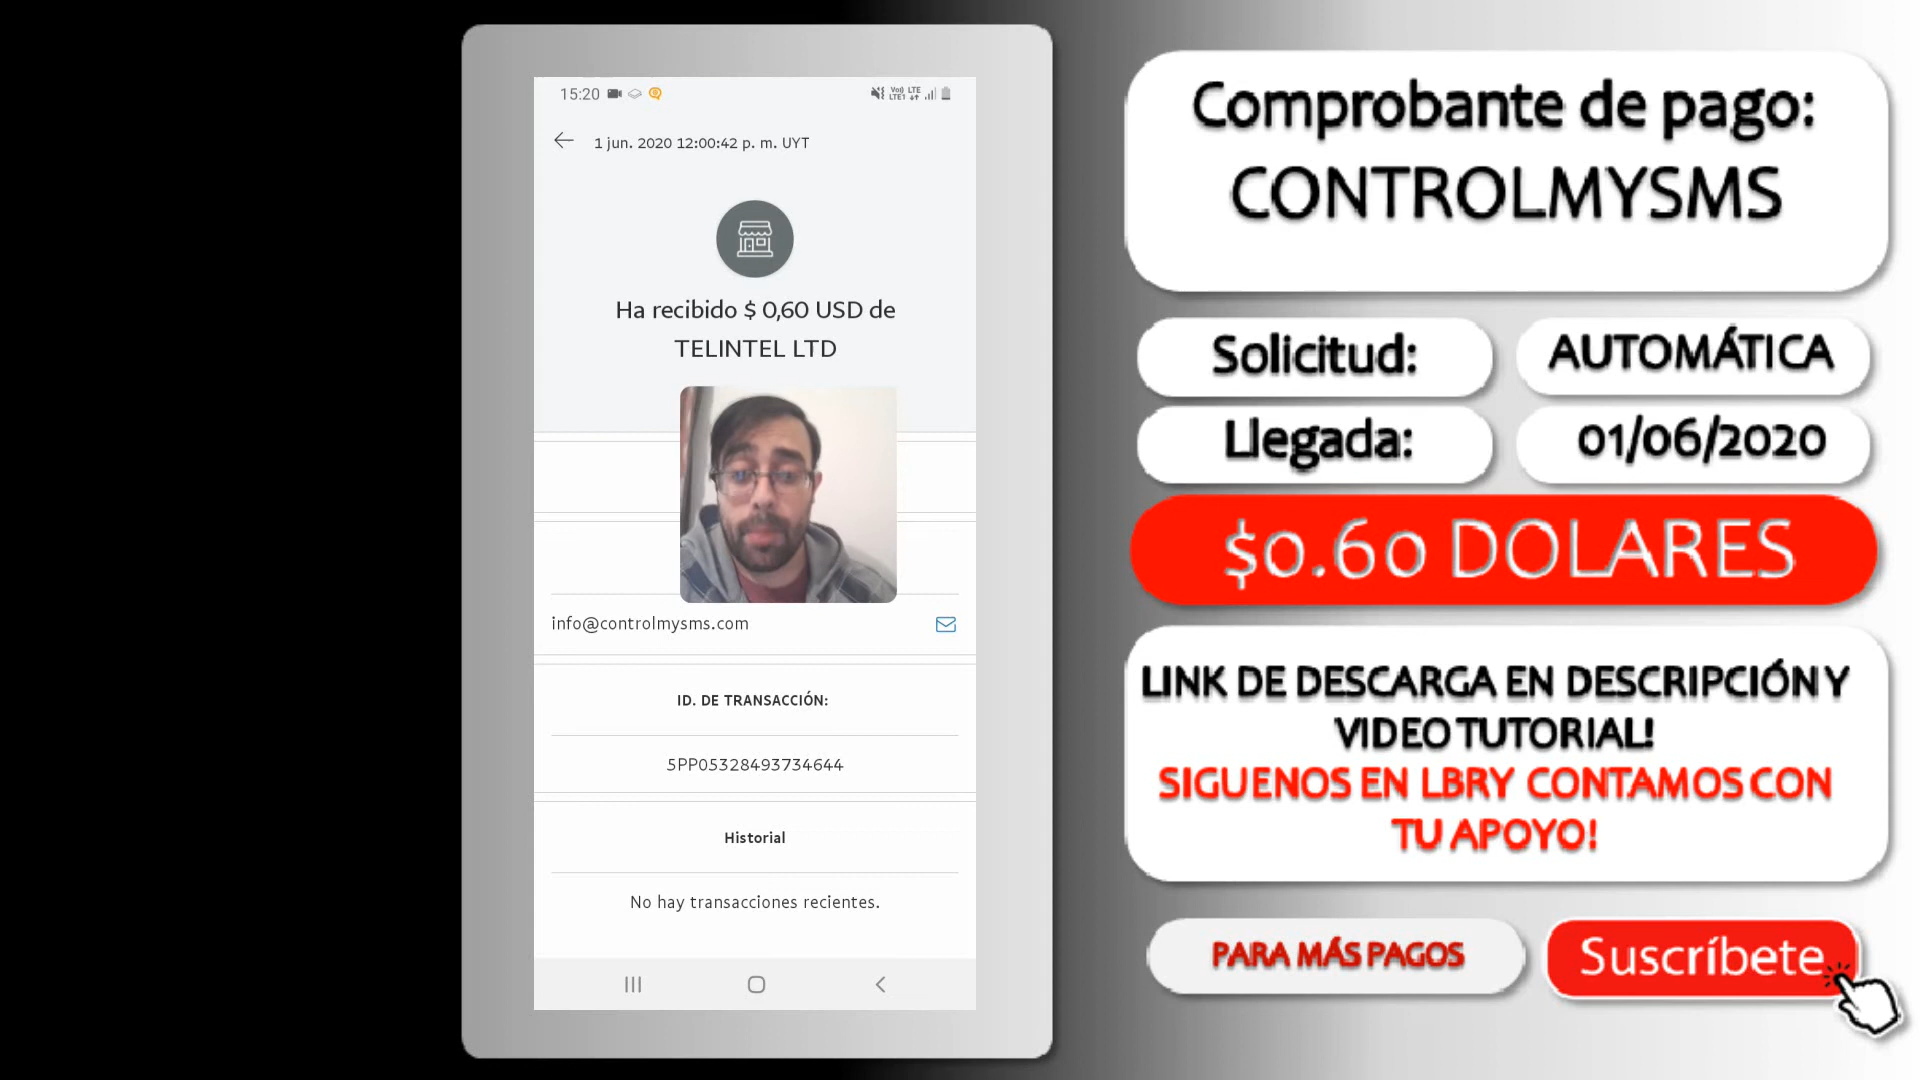 15:20
Vo) LTE
LTE1
1 jun. 2020 12:00:42 p. m. UYT
Ha recibido $ 0,60 USD de
TELINTEL LTD
info@controlmysms.com
ID. DE TRANSACCIÓN:
5PP05328493734644
Historial
No hay transacciones recientes.
Comprobante de pago:
CONTROLMYSMS
Solicitud:
AUTOMÁTICA
Llegada:
01/06/2020
$0.60 DOLARES
LINK DE DESCARGA EN DESCRIPCIÓN Y
VIDEO TUTORIAL!
SIGUENOS EN LBRY CONTAMOS CON
TU APOYO!
PARA MÁS PAGOS
Suscríbete